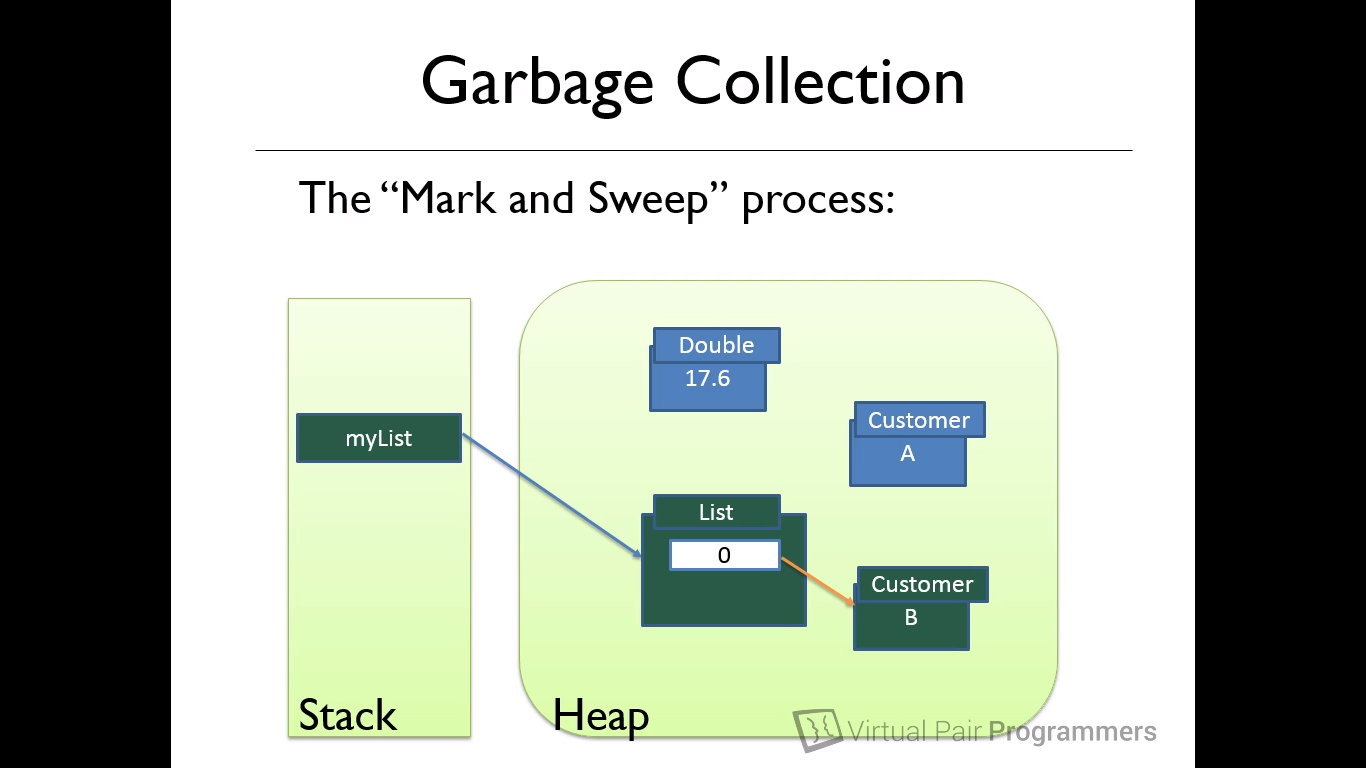 Garbage Collection
The “Mark and Sweep” process:
Double
17.6
Customer
A
myList
List
0
Customer
B
Stack
Heap
Virtual Pair Programmers